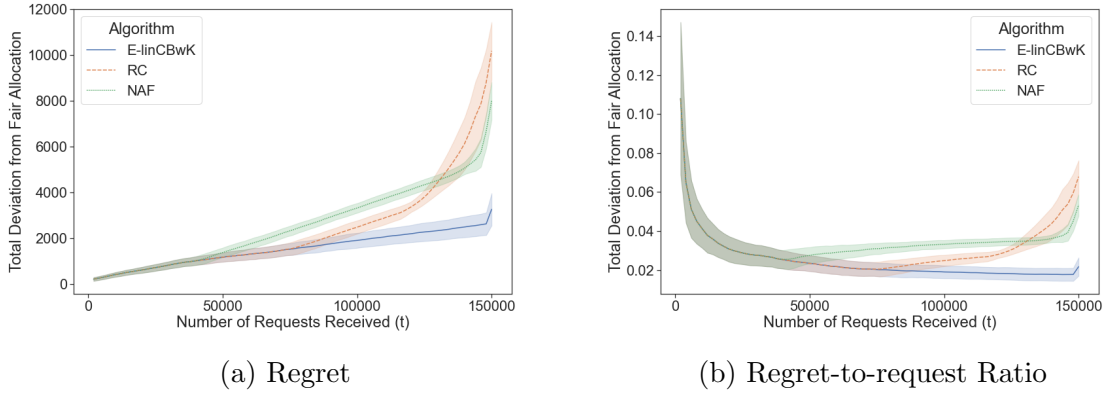 Total Deviation from Fair Allocation
12000
10000
8000
6000
4000
2000
0
Algorithm
E-linCBwK
RC
NAF
0
50000
100000
150000
Number of Requests Received (t)
(a) Regret
Total Deviation from Fair Allocation
0.14
0.12
0.10
0.08
0.06
0.04
0.02
Algorithm
E-linCBwK
RC
NAF
0
50000
100000
150000
Number of Requests Received (t)
(b) Regret-to-request Ratio